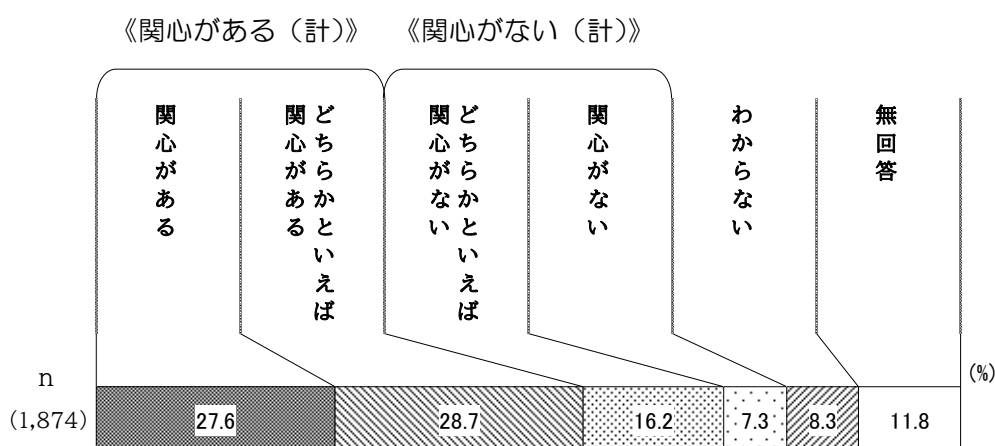 《関心がある（計）》 《関心がない（計）》
関心がある
どちらかといえば
関心がある
どちらかといえば
関心がない
関心がない
わからない
無回答
(%)
n
(1,874)
27.6
28.7
16.2
7.3
8.3
11.8